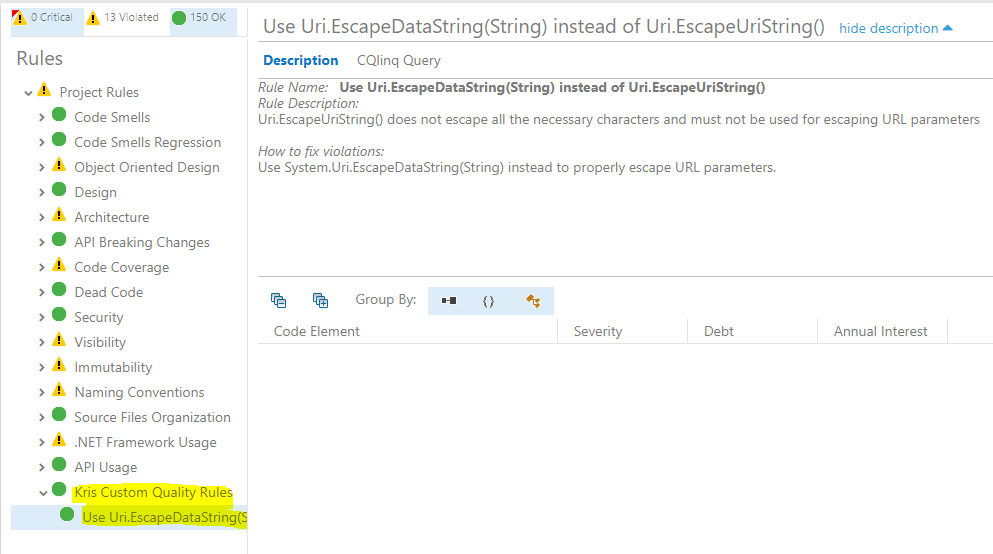 0 Critical
13 Violated
150 OK
Rules
Project Rules
Code Smells
Code Smells Regression
Object Oriented Design
Design
Architecture
API Breaking Changes
Code Coverage
Dead Code
Security
Visibility
Immutability
Naming Conventions
Source Files Organization
.NET Framework Usage
API Usage
Kris Custom Quality Rules
Use Uri.EscapeDataString(S
Use Uri.EscapeDataString(String) instead of Uri.EscapeUriString()
hide description
Description
CQlinq Query
Rule Name: Use Uri.EscapeDataString(String) instead of Uri.EscapeUriString()
Rule Description:
Uri.EscapeUriString() does not escape all the necessary characters and must not be used for escaping URL parameters
How to fix violations:
Use System.Uri.EscapeDataString(String) instead to properly escape URL parameters.
Group By:
{ }
Code Element
Severity
Debt
Annual Interest